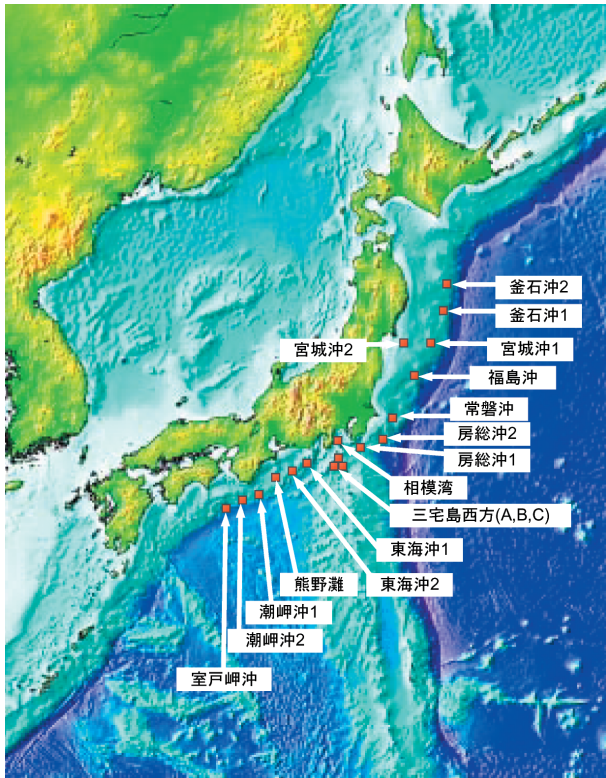 釜石沖2
釜石沖1
宮城沖2
宮城沖1
福島沖
常磐沖
房総沖2
房総沖1
相模湾
三宅島西方(A,B,C)
東海沖1
熊野灘
東海沖2
潮岬沖1
潮岬沖2
室戸岬沖